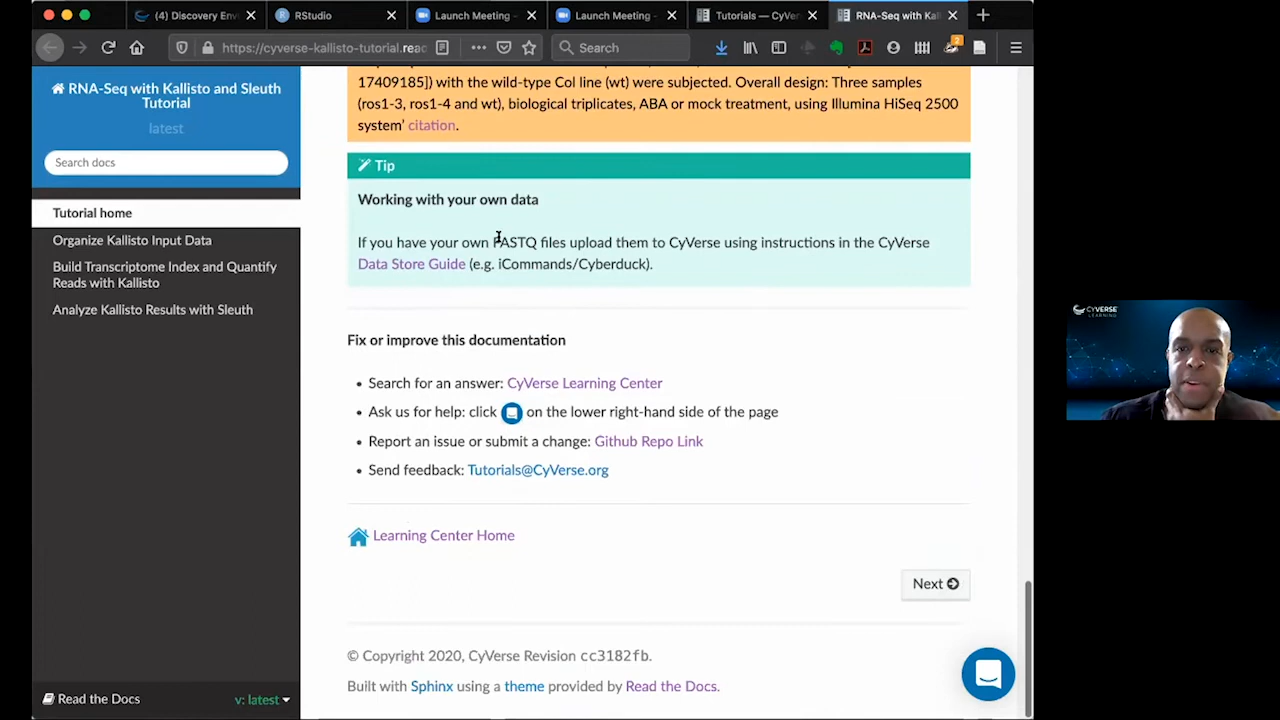 (4) Discovery Env
RStudio
Launch Meeting -
Launch Meeting -
Tutorials — CyVer
RNA-Seq with Kall
https://cyverse-kallisto-tutorial.reac
Search
2
RNA-Seq with Kallisto and Sleuth
Tutorial
latest
Search docs
Tutorial home
Organize Kallisto Input Data
Build Transcriptome Index and Quantify
Reads with Kallisto
Analyze Kallisto Results with Sleuth
Read the Docs
v: latest
17409185]) with the wild-type Col line (wt) were subjected. Overall design: Three samples
(ros1-3, ros1-4 and wt), biological triplicates, ABA or mock treatment, using Illumina HiSeq 2500
system’ citation.
Tip
Working with your own data
If you have your own FASTQ files upload them to CyVerse using instructions in the CyVerse
Data Store Guide (e.g. iCommands/Cyberduck).
Fix or improve this documentation
• Search for an answer: CyVerse Learning Center
• Ask us for help: click on the lower right-hand side of the page
• Report an issue or submit a change: Github Repo Link
• Send feedback: Tutorials@CyVerse.org
Learning Center Home
Next
© Copyright 2020, CyVerse Revision cc3182fb.
Built with Sphinx using a theme provided by Read the Docs.
CYVERSE
LEARNING